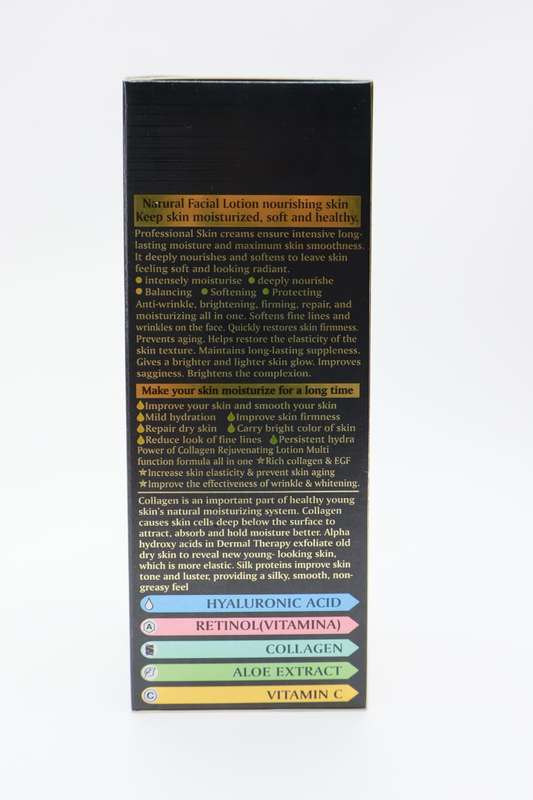 Natural Facial Lotion nourishing skin
Keep skin moisturized, soft and healthy.
Professional Skin creams ensure intensive long-
lasting moisture and maximum skin smoothness.
It deeply nourishes and softens to leave skin
feeling soft and looking radiant.
intensely moisturise deeply nourishe
Balancing Softening Protecting
Anti-wrinkle, brightening, firming, repair, and
moisturizing all in one. Softens fine lines and
wrinkles on the face. Quickly restores skin firmness.
Prevents aging. Helps restore the elasticity of the
skin texture. Maintains long-lasting suppleness.
Gives a brighter and lighter skin glow. Improves
sagginess. Brightens the complexion.
Make your skin moisturize for a long time
Improve your skin and smooth your skin
Mild hydration Improve skin firmness
Repair dry skin Carry bright color of skin
Reduce look of fine lines Persistent hydra
Power of Collagen Rejuvenating Lotion Multi
function formula all in one ★Rich collagen & EGF
★Increase skin elasticity & prevent skin aging
★Improve the effectiveness of wrinkle & whitening.
Collagen is an important part of healthy young
skin's natural moisturizing system. Collagen
causes skin cells deep below the surface to
attract, absorb and hold moisture better. Alpha
hydroxy acids in Dermal Therapy exfoliate old
dry skin to reveal new young- looking skin,
which is more elastic. Silk proteins improve skin
tone and luster, providing a silky, smooth, non-
greasy feel
HYALURONIC ACID
A RETINOL(VITAMINA)
COLLAGEN
ALOE EXTRACT
C VITAMIN C